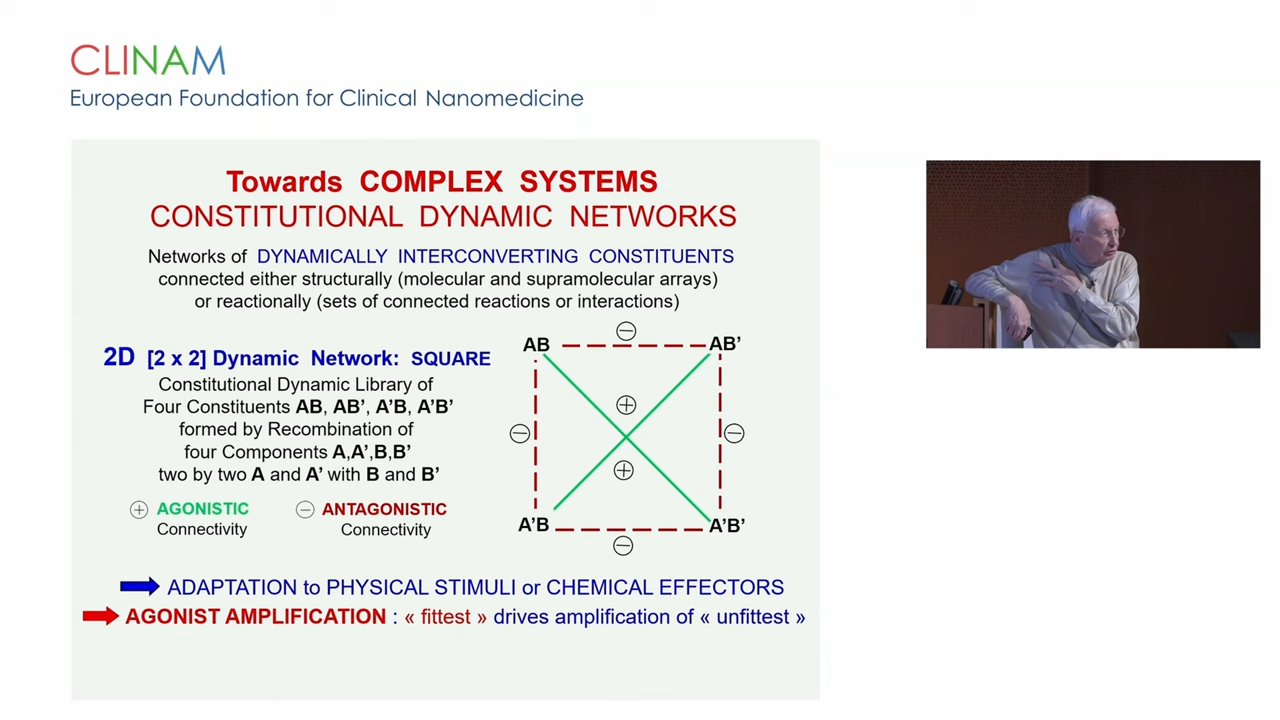 CLINAM
European Foundation for Clinical Nanomedicine
Towards COMPLEX SYSTEMS
CONSTITUTIONAL DYNAMIC NETWORKS
Networks of DYNAMICALLY INTERCONVERTING CONSTITUENTS
connected either structurally (molecular and supramolecular arrays)
or reactionally (sets of connected reactions or interactions)
2D [2 x 2] Dynamic Network: SQUARE
Constitutional Dynamic Library of
Four Constituents AB, AB’, A’B, A’B’
formed by Recombination of
four Components A,A’,B,B’
two by two A and A’ with B and B’
⊕ AGONISTIC
Connectivity
⊖ ANTAGONISTIC
Connectivity
⊖
AB AB’
⊕
⊖ ⊖
⊕
A’B A’B’
⊖
ADAPTATION to PHYSICAL STIMULI or CHEMICAL EFFECTORS
AGONIST AMPLIFICATION : « fittest » drives amplification of « unfittest »